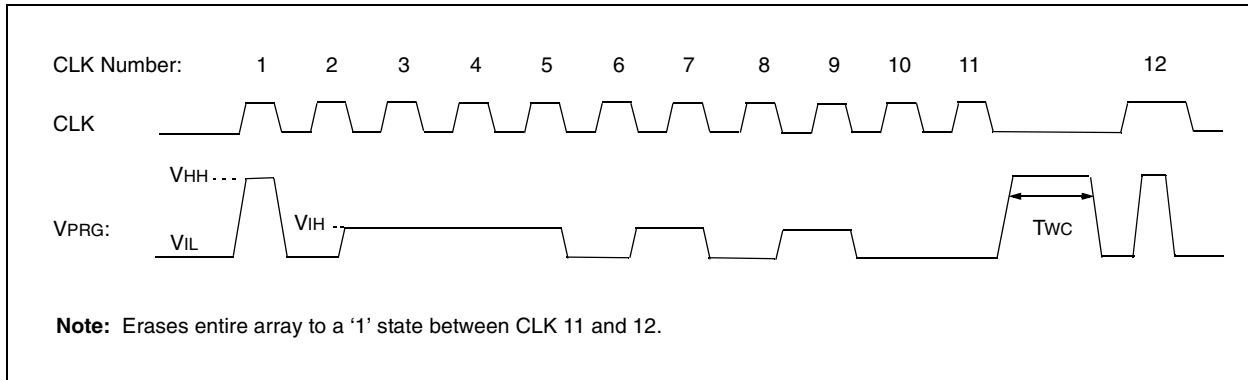 CLK Number: 1 2 3 4 5 6 7 8 9 10 11 12
CLK
VHH
VPRG:
VIH
VIL
TWC
Note: Erases entire array to a ‘1’ state between CLK 11 and 12.